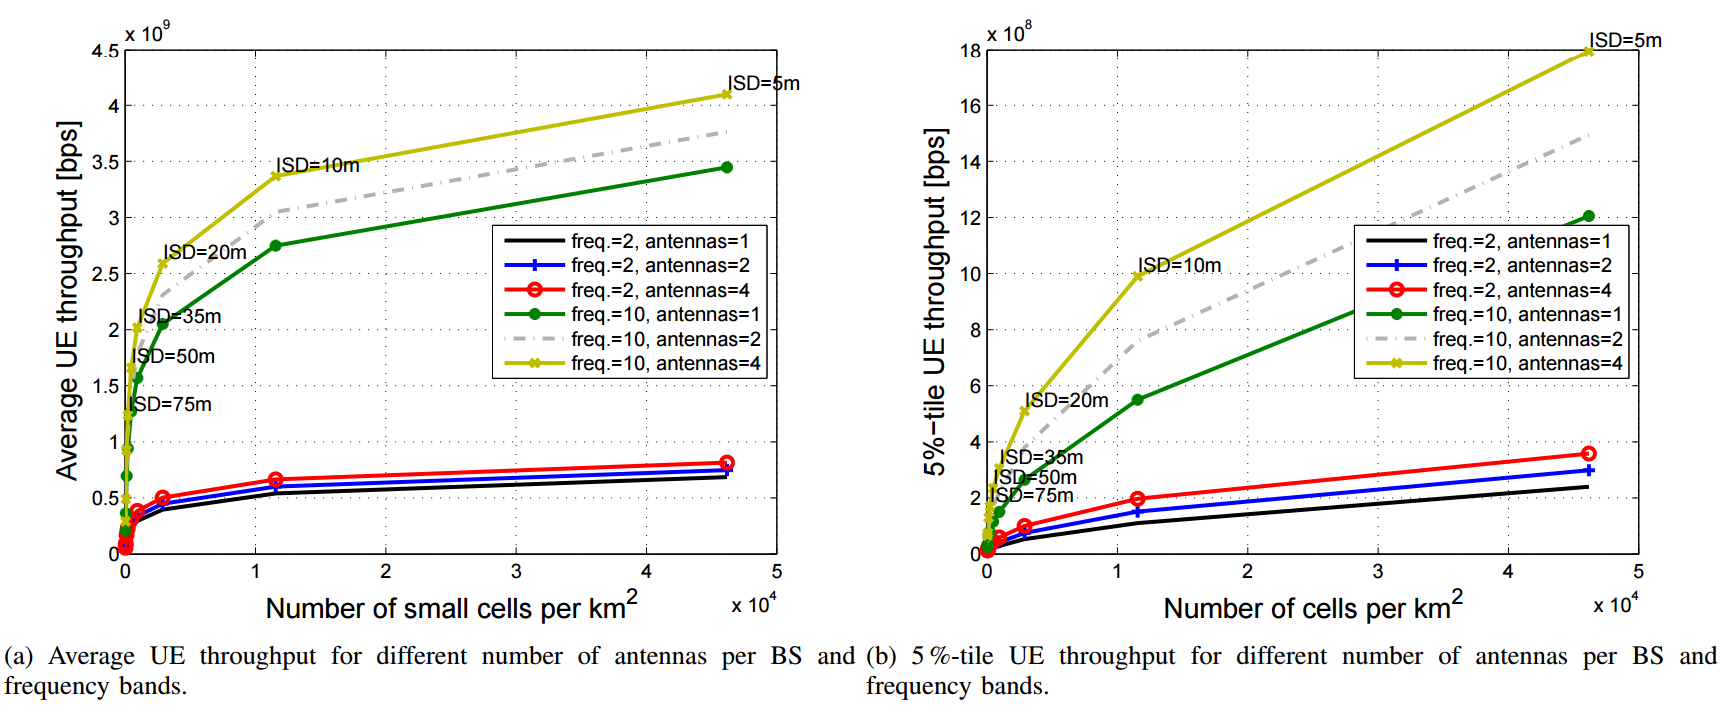 x 10^9
4.5
4
3.5
3
2.5
2
1.5
1
0.5
0
Average UE throughput [bps]
ISD=5m
ISD=10m
ISD=20m
ISD=35m
ISD=50m
ISD=75m
freq.=2, antennas=1
freq.=2, antennas=2
freq.=2, antennas=4
freq.=10, antennas=1
freq.=10, antennas=2
freq.=10, antennas=4
0 1 2 3 4 5
Number of small cells per km^2
x 10^4
x 10^8
18
16
14
12
10
8
6
4
2
0
5%−tile UE throughput [bps]
ISD=5m
ISD=10m
ISD=20m
ISD=35m
ISD=50m
ISD=75m
freq.=2, antennas=1
freq.=2, antennas=2
freq.=2, antennas=4
freq.=10, antennas=1
freq.=10, antennas=2
freq.=10, antennas=4
0 1 2 3 4 5
Number of cells per km^2
x 10^4
(a) Average UE throughput for different number of antennas per BS and
frequency bands.
(b) 5 %-tile UE throughput for different number of antennas per BS and
frequency bands.